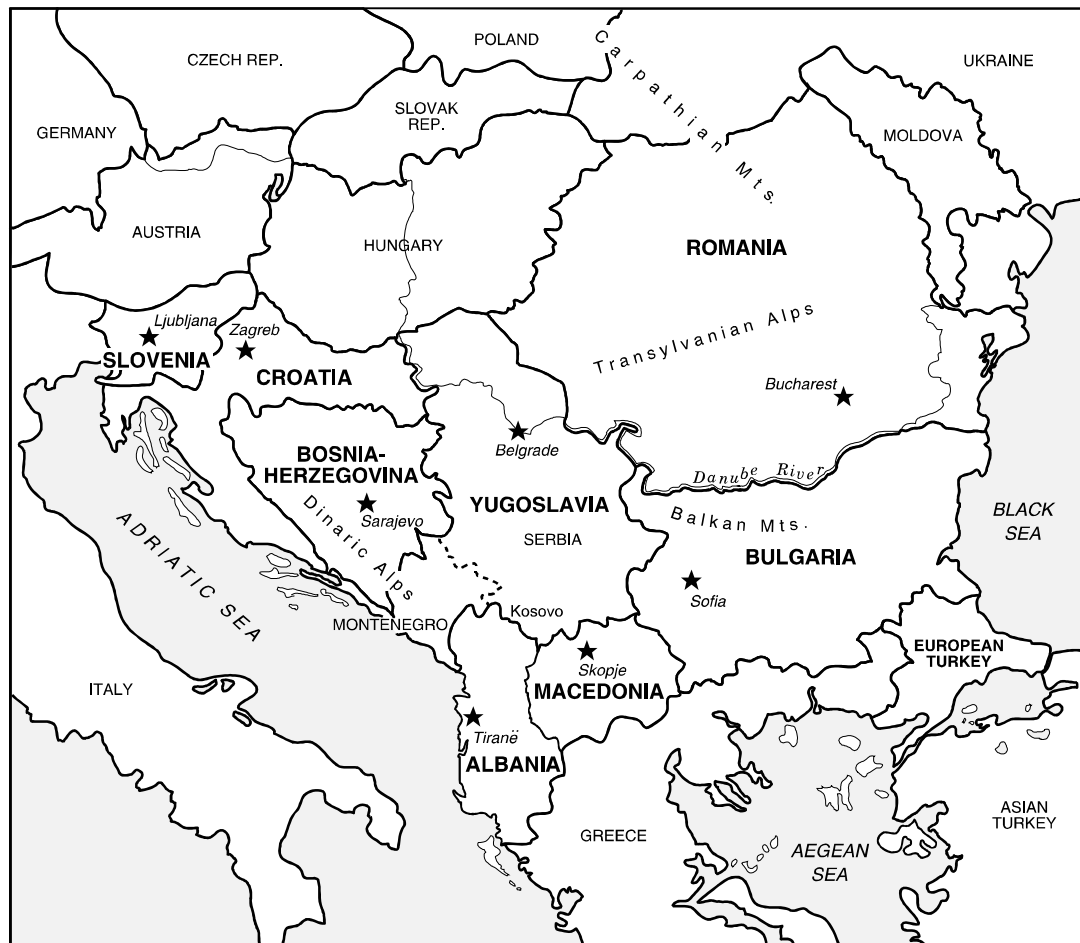 POLAND
UKRAINE
CZECH REP.
Carpathian Mts.
SLOVAK
REP.
GERMANY
MOLDOVA
AUSTRIA
HUNGARY
ROMANIA
Ljubljana
SLOVENIA
Zagreb
CROATIA
Transylvanian Alps
Bucharest
Belgrade
BOSNIA-
HERZEGOVINA
Sarajevo
Dinaric Alps
Danube River
YUGOSLAVIA
SERBIA
Balkan Mts.
BULGARIA
Sofia
BLACK
SEA
ADRIATIC SEA
MONTENEGRO
Kosovo
Skopje
MACEDONIA
EUROPEAN
TURKEY
ITALY
Tiranë
ALBANIA
GREECE
AEGEAN
SEA
ASIAN
TURKEY